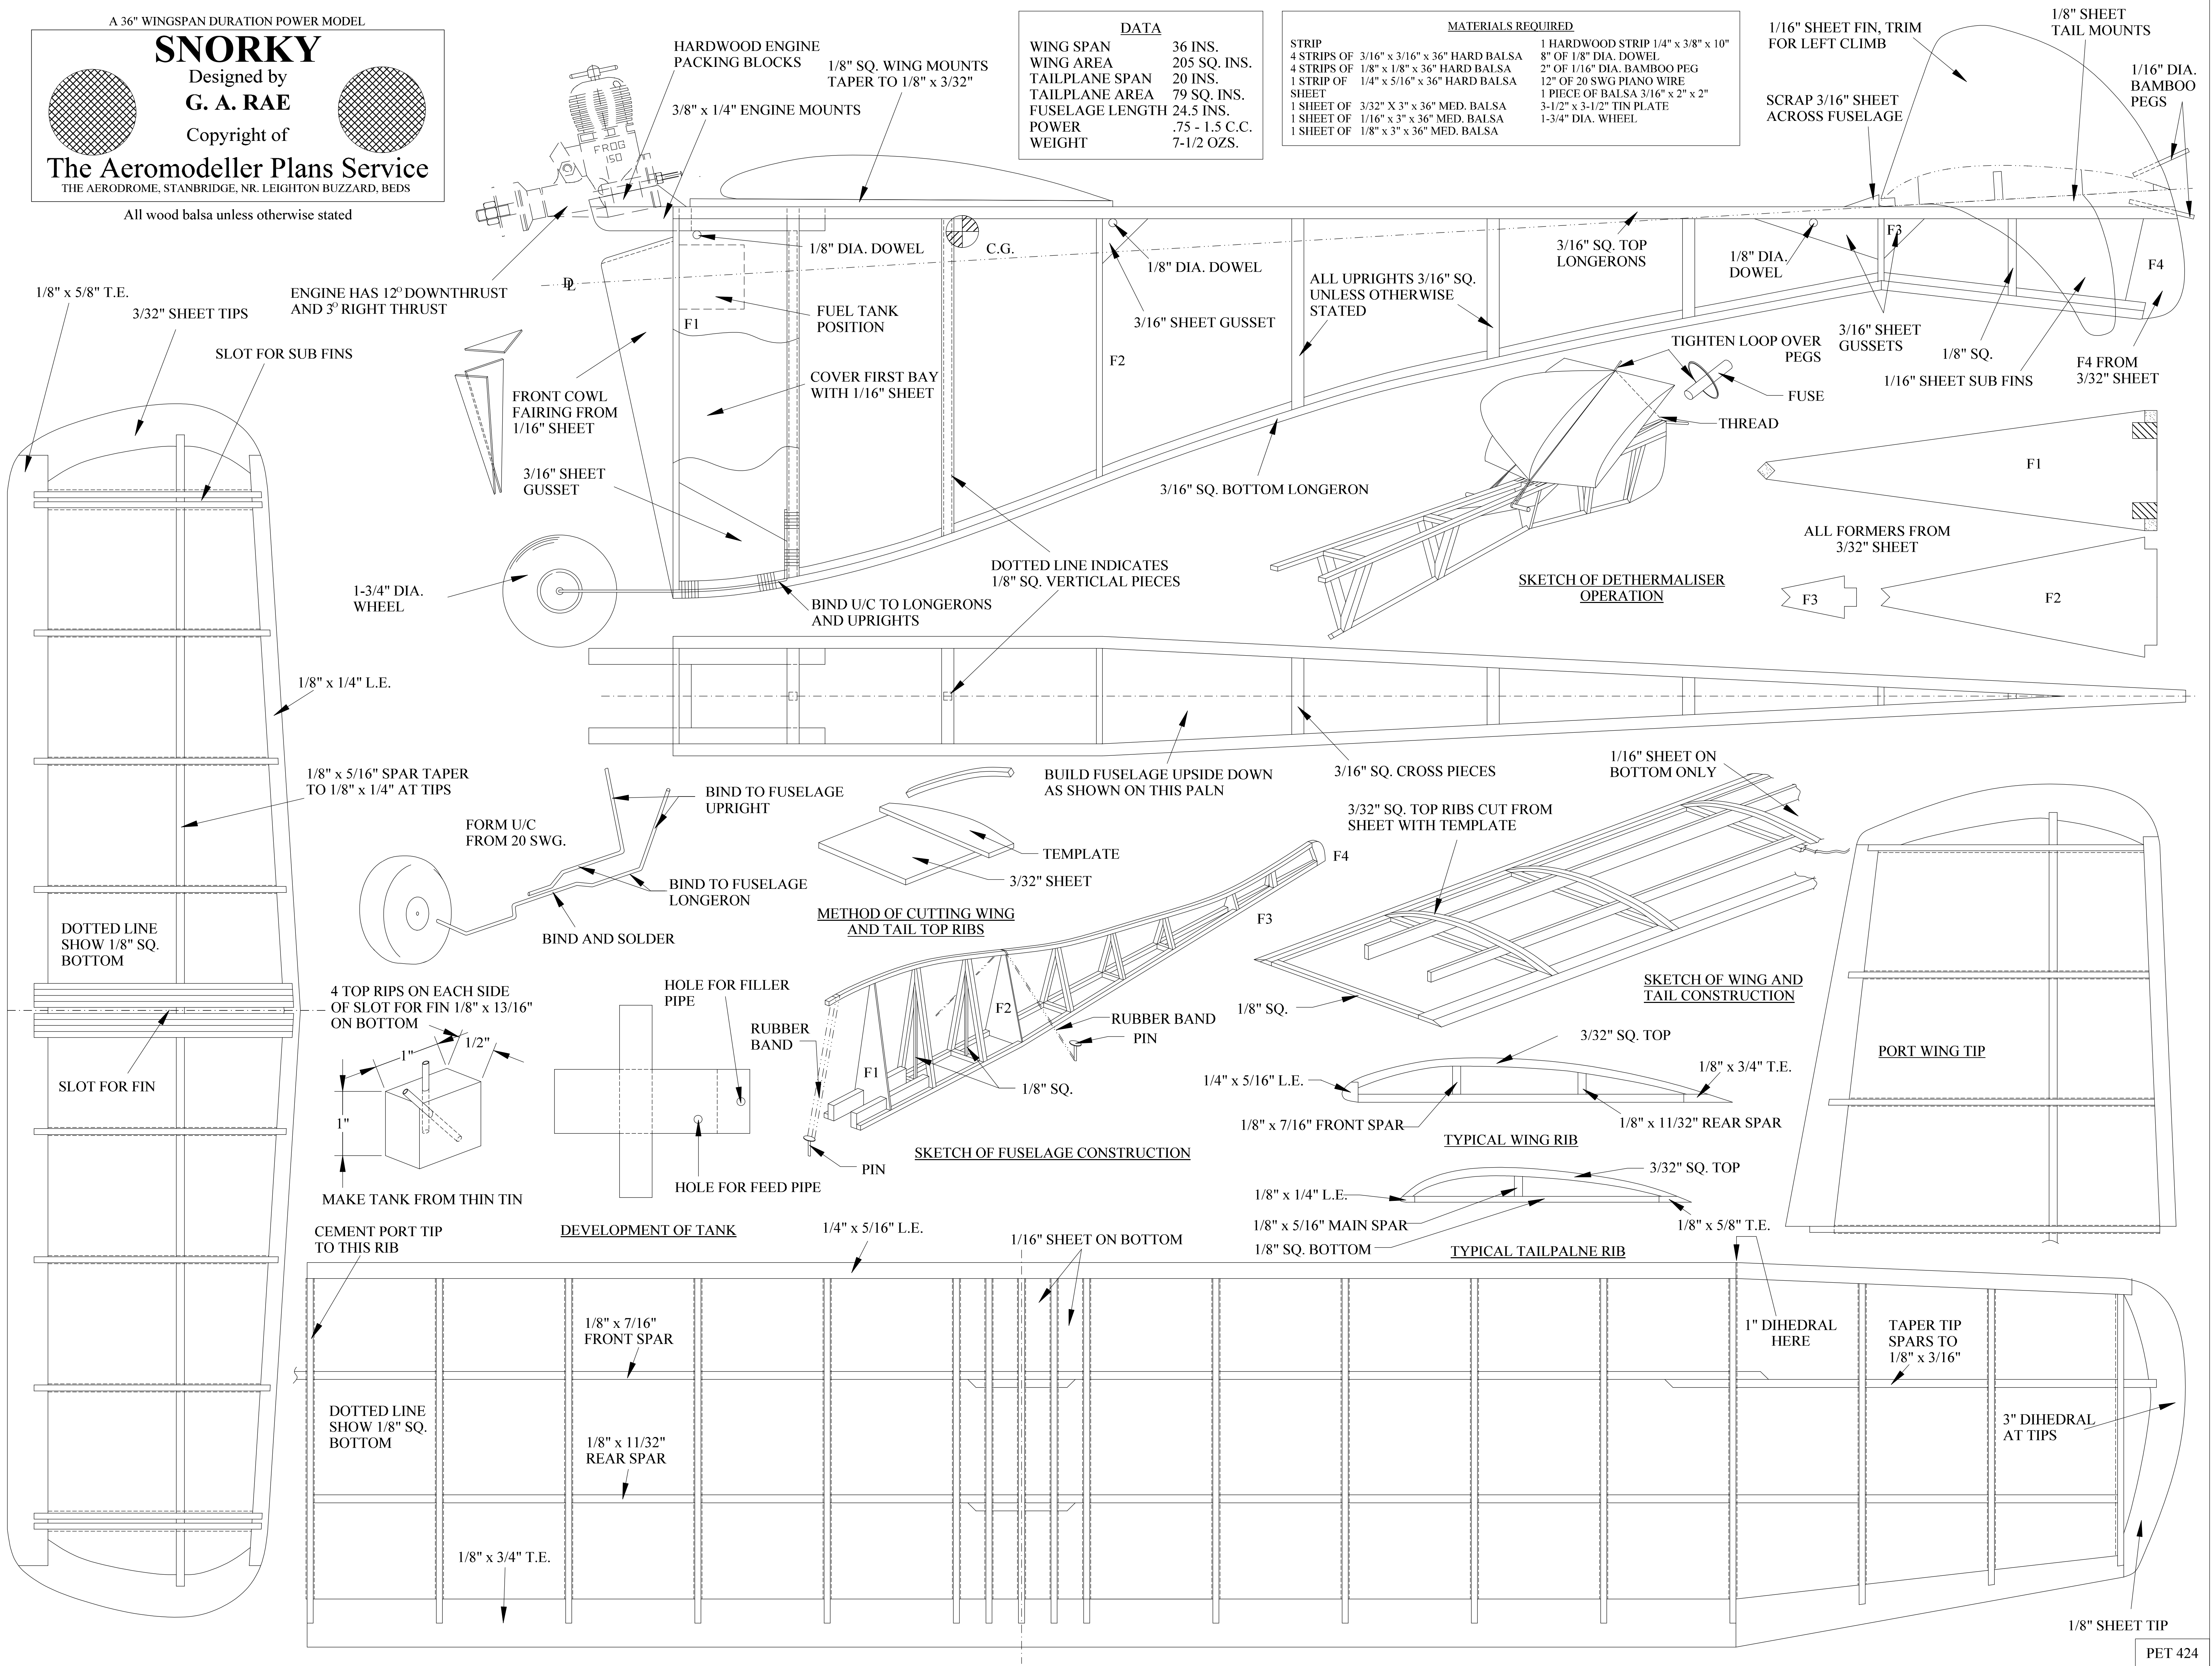 A 36" WINGSPAN DURATION POWER MODEL
SNORKY
Designed by
G. A. RAE
Copyright of
The Aeromodeller Plans Service
THE AERODROME, STANBRIDGE, NR. LEIGHTON BUZZARD, BEDS
All wood balsa unless otherwise stated
HARDWOOD ENGINE
PACKING BLOCKS
1/8" SQ. WING MOUNTS
TAPER TO 1/8" x 3/32"
3/8" x 1/4" ENGINE MOUNTS
FROG
150
DATA
WING SPAN 36 INS.
WING AREA 205 SQ. INS.
TAILPLANE SPAN 20 INS.
TAILPLANE AREA 79 SQ. INS.
FUSELAGE LENGTH 24.5 INS.
POWER .75 - 1.5 C.C.
WEIGHT 7-1/2 OZS.
MATERIALS REQUIRED
STRIP
4 STRIPS OF 3/16" x 3/16" x 36" HARD BALSA
4 STRIPS OF 1/8" x 1/8" x 36" HARD BALSA
1 STRIP OF 1/4" x 5/16" x 36" HARD BALSA
SHEET
1 SHEET OF 3/32" X 3" x 36" MED. BALSA
1 SHEET OF 1/16" x 3" x 36" MED. BALSA
1 SHEET OF 1/8" x 3" x 36" MED. BALSA
1 HARDWOOD STRIP 1/4" x 3/8" x 10"
8" OF 1/8" DIA. DOWEL
2" OF 1/16" DIA. BAMBOO PEG
12" OF 20 SWG PIANO WIRE
1 PIECE OF BALSA 3/16" x 2" x 2"
3-1/2" x 3-1/2" TIN PLATE
1-3/4" DIA. WHEEL
1/16" SHEET FIN, TRIM
FOR LEFT CLIMB
1/8" SHEET
TAIL MOUNTS
1/16" DIA.
BAMBOO
PEGS
SCRAP 3/16" SHEET
ACROSS FUSELAGE
1/8" DIA. DOWEL
C.G.
1/8" DIA. DOWEL
3/16" SQ. TOP
LONGERONS
1/8" DIA.
DOWEL
F3
F4
ENGINE HAS 12° DOWNTHRUST
AND 3° RIGHT THRUST
F1
FUEL TANK
POSITION
3/16" SHEET GUSSET
ALL UPRIGHTS 3/16" SQ.
UNLESS OTHERWISE
STATED
F2
3/16" SHEET
GUSSETS
1/8" SQ.
1/16" SHEET SUB FINS
F4 FROM
3/32" SHEET
1/8" x 5/8" T.E.
3/32" SHEET TIPS
SLOT FOR SUB FINS
FRONT COWL
FAIRING FROM
1/16" SHEET
COVER FIRST BAY
WITH 1/16" SHEET
TIGHTEN LOOP OVER
PEGS
FUSE
THREAD
3/16" SHEET
GUSSET
3/16" SQ. BOTTOM LONGERON
F1
ALL FORMERS FROM
3/32" SHEET
1-3/4" DIA.
WHEEL
BIND U/C TO LONGERONS
AND UPRIGHTS
DOTTED LINE INDICATES
1/8" SQ. VERTICLAL PIECES
SKETCH OF DETHERMALISER
OPERATION
F3
F2
1/8" x 1/4" L.E.
1/8" x 5/16" SPAR TAPER
TO 1/8" x 1/4" AT TIPS
FORM U/C
FROM 20 SWG.
BIND TO FUSELAGE
UPRIGHT
BIND TO FUSELAGE
LONGERON
BIND AND SOLDER
BUILD FUSELAGE UPSIDE DOWN
AS SHOWN ON THIS PALN
3/16" SQ. CROSS PIECES
1/16" SHEET ON
BOTTOM ONLY
TEMPLATE
3/32" SHEET
METHOD OF CUTTING WING
AND TAIL TOP RIBS
3/32" SQ. TOP RIBS CUT FROM
SHEET WITH TEMPLATE
F4
F3
F2
F1
RUBBER BAND
PIN
1/8" SQ.
RUBBER
BAND
PIN
SKETCH OF FUSELAGE CONSTRUCTION
1/8" SQ.
SKETCH OF WING AND
TAIL CONSTRUCTION
DOTTED LINE
SHOW 1/8" SQ.
BOTTOM
SLOT FOR FIN
4 TOP RIPS ON EACH SIDE
OF SLOT FOR FIN 1/8" x 13/16"
ON BOTTOM
1"
1/2"
1"
MAKE TANK FROM THIN TIN
HOLE FOR FILLER
PIPE
HOLE FOR FEED PIPE
DEVELOPMENT OF TANK
3/32" SQ. TOP
1/4" x 5/16" L.E.
1/8" x 3/4" T.E.
1/8" x 7/16" FRONT SPAR
1/8" x 11/32" REAR SPAR
TYPICAL WING RIB
3/32" SQ. TOP
1/8" x 1/4" L.E.
1/8" x 5/16" MAIN SPAR
1/8" x 5/8" T.E.
1/8" SQ. BOTTOM
TYPICAL TAILPALNE RIB
PORT WING TIP
CEMENT PORT TIP
TO THIS RIB
1/4" x 5/16" L.E.
1/16" SHEET ON BOTTOM
1/8" x 7/16"
FRONT SPAR
1" DIHEDRAL
HERE
TAPER TIP
SPARS TO
1/8" x 3/16"
DOTTED LINE
SHOW 1/8" SQ.
BOTTOM
1/8" x 11/32"
REAR SPAR
3" DIHEDRAL
AT TIPS
1/8" x 3/4" T.E.
1/8" SHEET TIP
PET 424